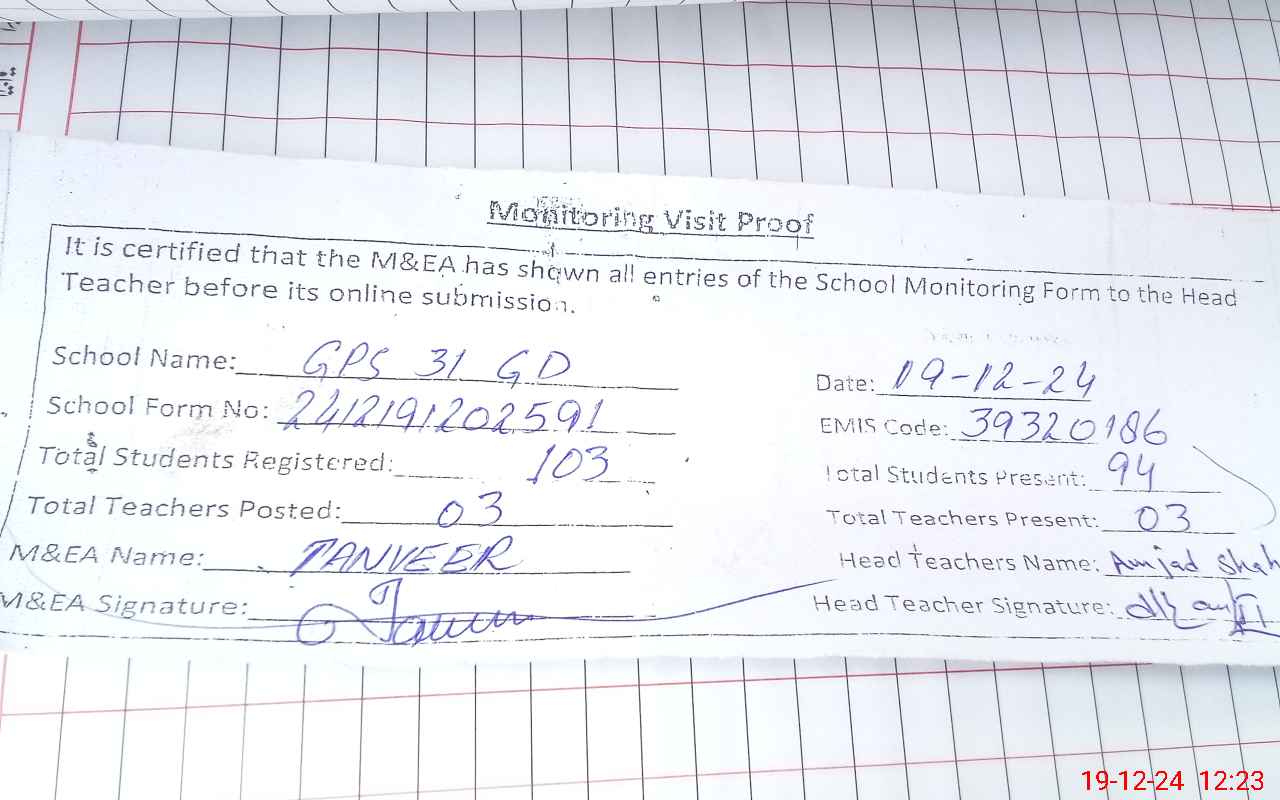 Monitoring Visit Proof
It is certified that the M&EA has shown all entries of the School Monitoring Form to the Head
Teacher before its online submission.
School Name: GPS 31 GD
Date: 19-12-24
School Form No: 2412191202591
EMIS Code: 39320186
Total Students Registered: 103
Total Students Present: 94
Total Teachers Posted: 03
Total Teachers Present: 03
M&EA Name: TANVEER
Head Teachers Name: Amjad Shah
M&EA Signature:
Head Teacher Signature:
19-12-24 12:23